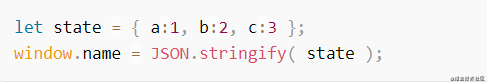 let state = { a:1, b:2, c:3 };
window.name = JSON.stringify( state );